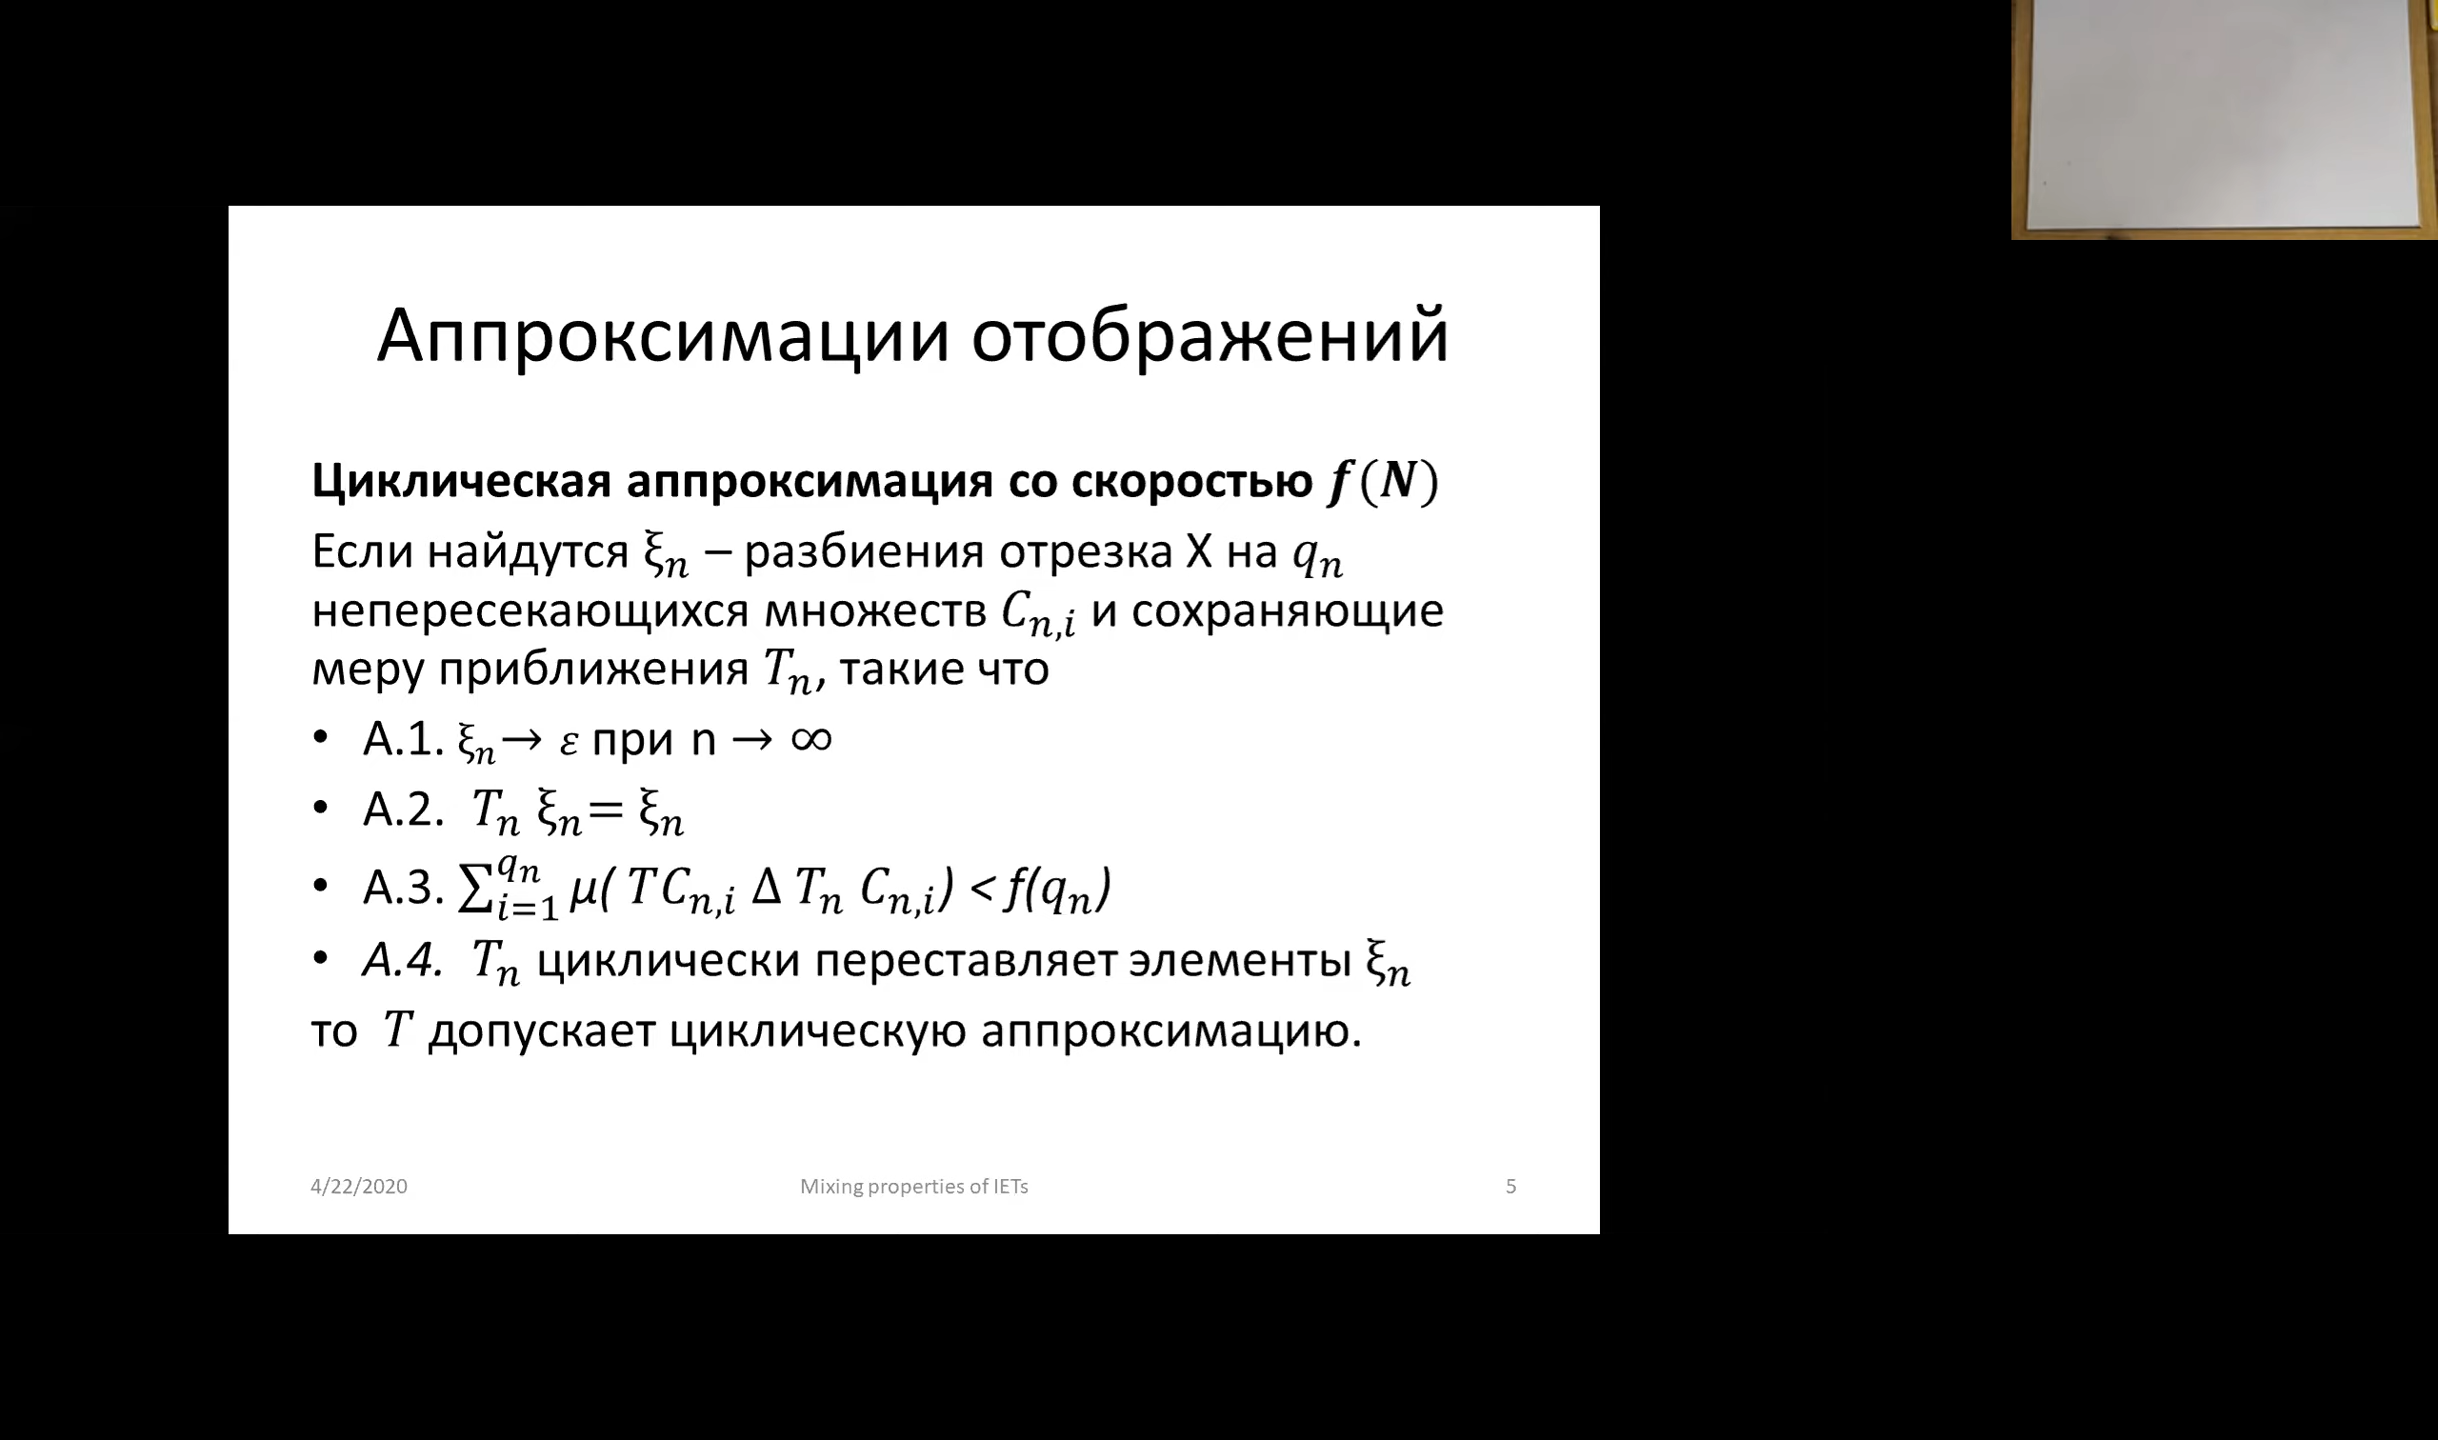 Аппроксимации отображений
Циклическая аппроксимация со скоростью f(N)
Если найдутся ξₙ – разбиения отрезка X на qₙ
непересекающихся множеств Cₙ,ᵢ и сохраняющие
меру приближения Tₙ, такие что
• A.1. ξₙ → ε при n → ∞
• A.2. Tₙ ξₙ = ξₙ
• A.3. ∑_{i=1}^{qₙ} μ( TCₙ,ᵢ Δ Tₙ Cₙ,ᵢ) < f(qₙ)
• A.4. Tₙ циклически переставляет элементы ξₙ
то T допускает циклическую аппроксимацию.
4/22/2020 Mixing properties of IETs 5